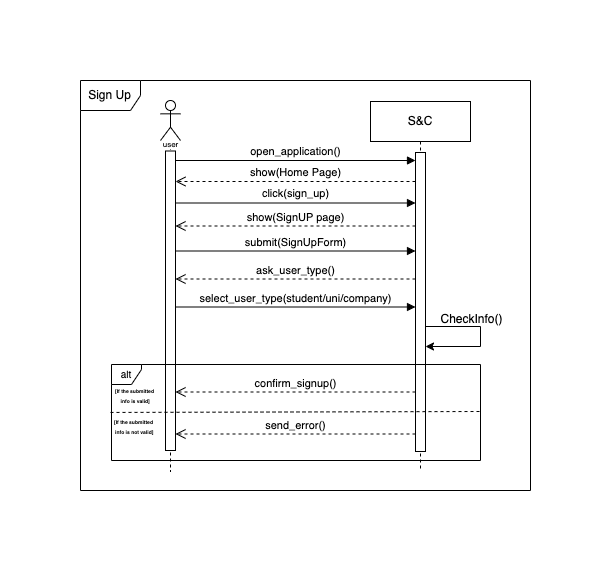 Sign Up
user
S&C
open_application()
show(Home Page)
click(sign_up)
show(SignUP page)
submit(SignUpForm)
ask_user_type()
select_user_type(student/uni/company)
CheckInfo()
alt
[If the submitted
info is valid]
confirm_signup()
[If the submitted
info is not valid]
send_error()